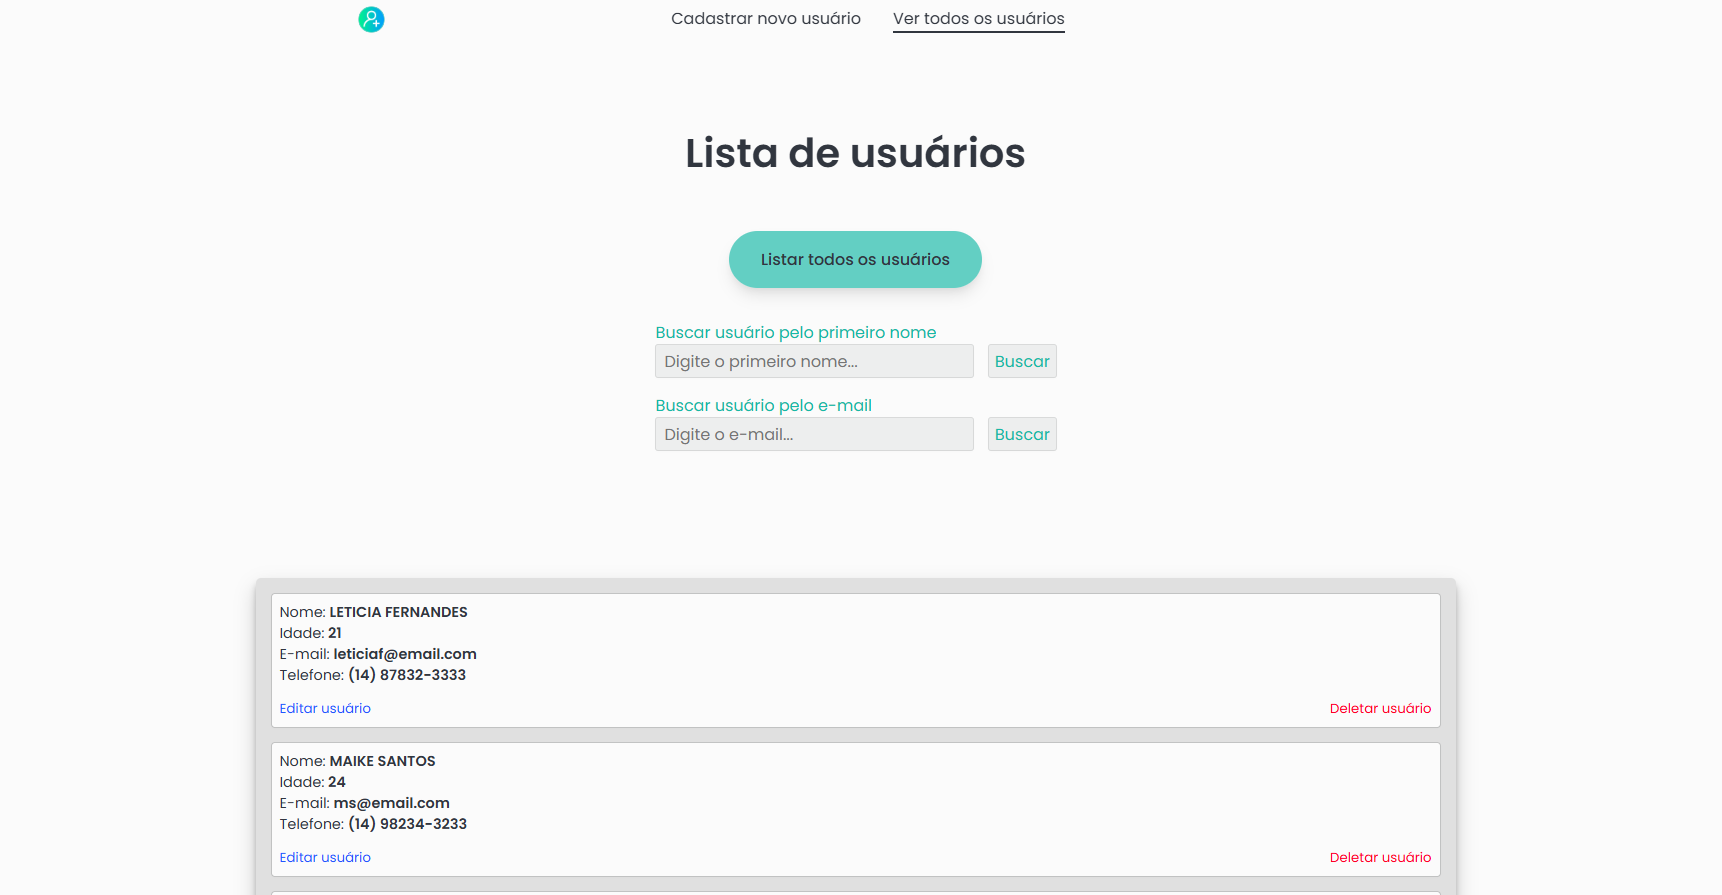 Cadastrar novo usuário Ver todos os usuários
Lista de usuários
Listar todos os usuários
Buscar usuário pelo primeiro nome
Digite o primeiro nome... Buscar
Buscar usuário pelo e-mail
Digite o e-mail... Buscar
Nome: LETICIA FERNANDES
Idade: 21
E-mail: leticiaf@email.com
Telefone: (14) 87832-3333
Editar usuário Deletar usuário
Nome: MAIKE SANTOS
Idade: 24
E-mail: ms@email.com
Telefone: (14) 98234-3233
Editar usuário Deletar usuário